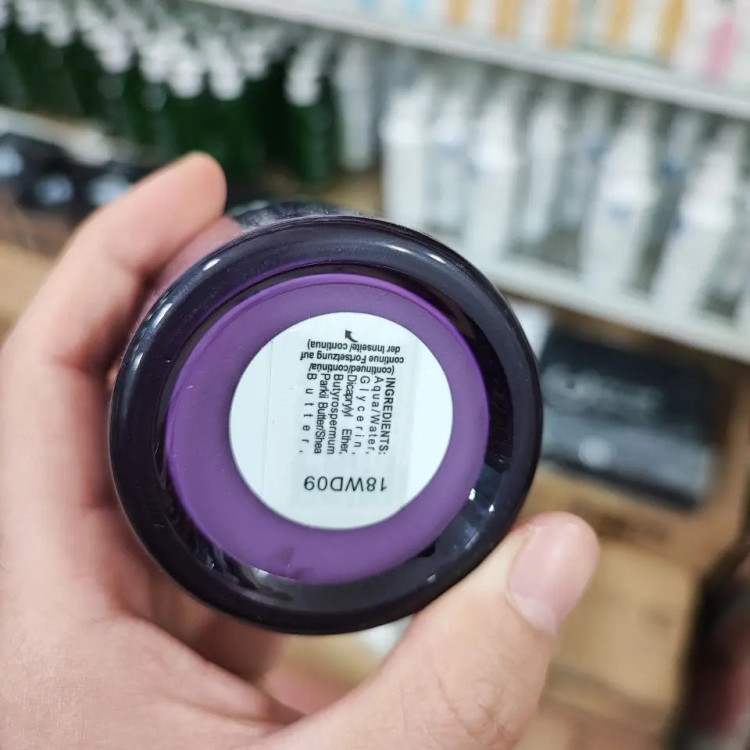 INGREDIENTS:
Aqua/Water,
Glycerin,
Dicaprylyl Ether,
Butyrospermum
Parkii Butter/Shea
Butter,
(continued/continúa/
continue Fortsetzung auf
der Innseite/ continua)
18WD09